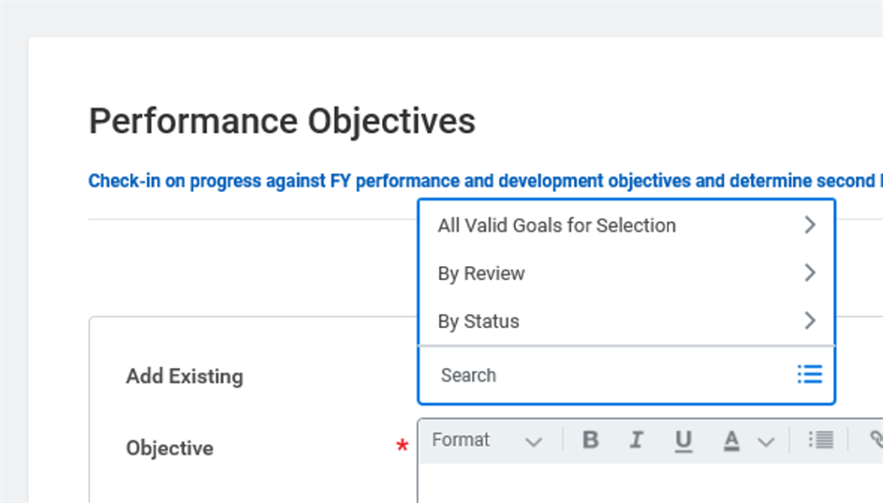 Performance Objectives
Check-in on progress against FY performance and development objectives and determine second
All Valid Goals for Selection
By Review
By Status
Add Existing
Search
Objective
*
Format
B I U A